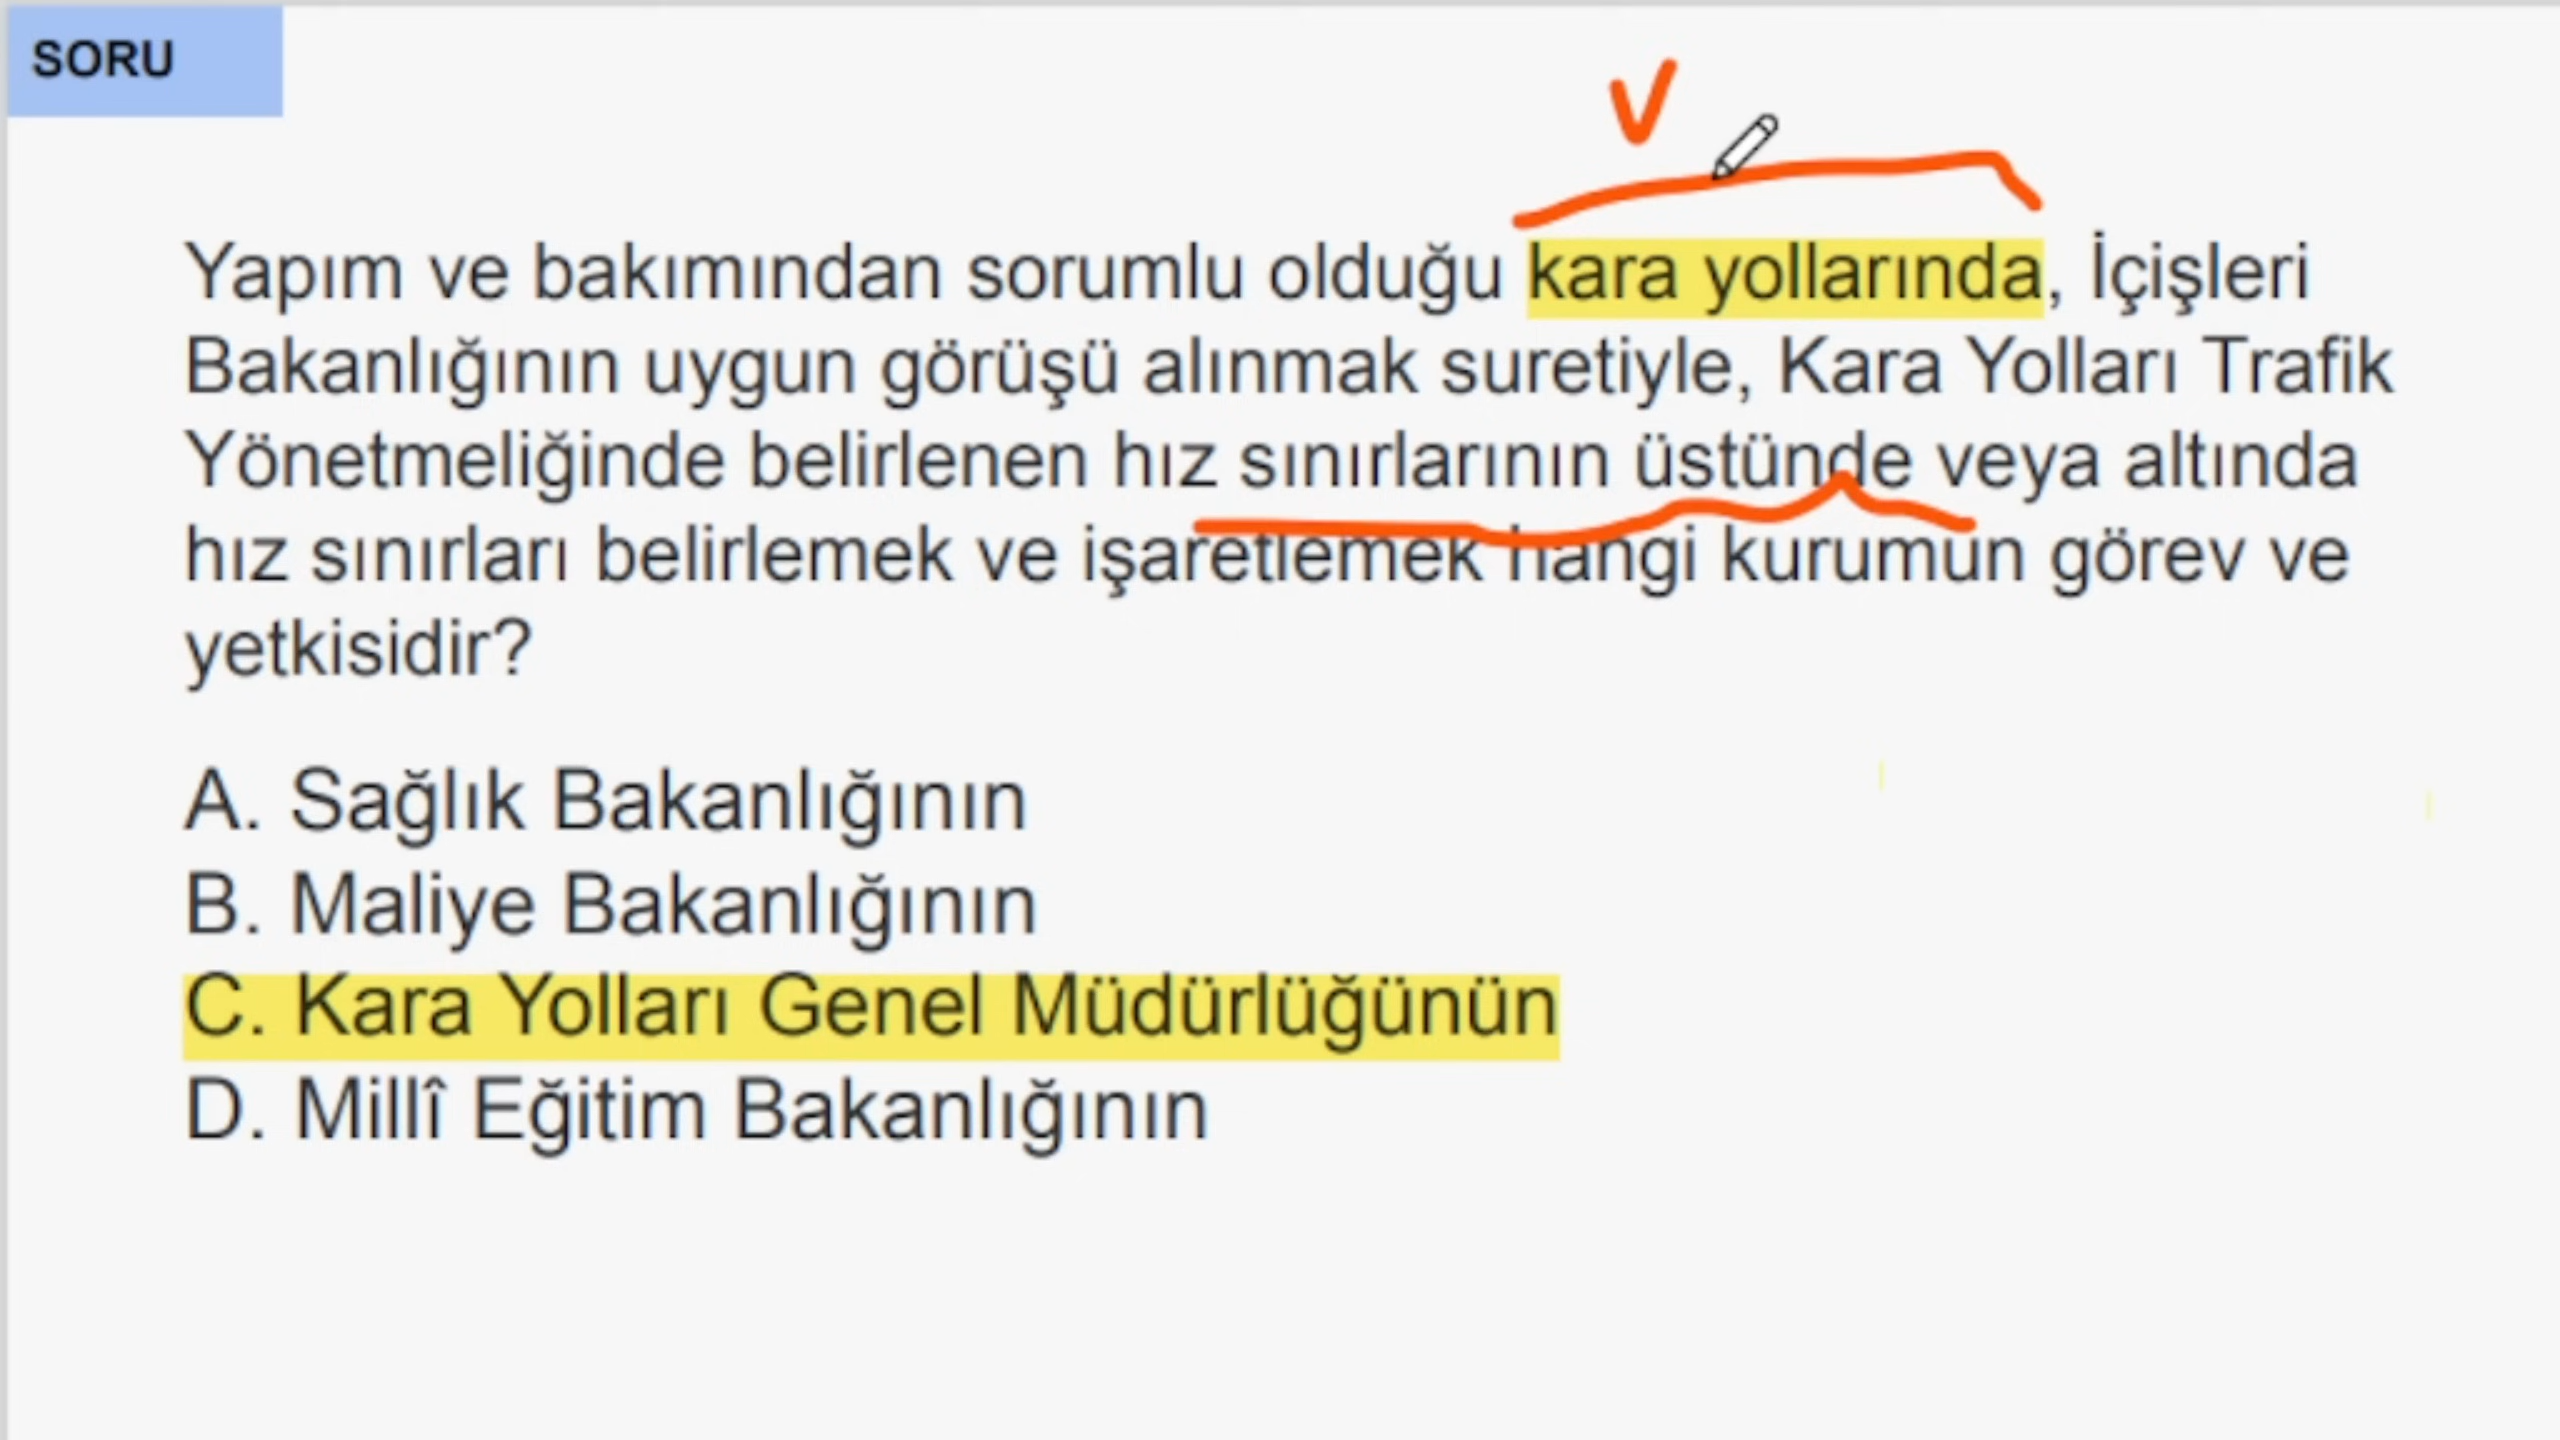 SORU
Yapım ve bakımından sorumlu olduğu kara yollarında, İçişleri
Bakanlığının uygun görüşü alınmak suretiyle, Kara Yolları Trafik
Yönetmeliğinde belirlenen hız sınırlarının üstünde veya altında
hız sınırları belirlemek ve işaretlemek hangi kurumun görev ve
yetkisidir?
A. Sağlık Bakanlığının
B. Maliye Bakanlığının
C. Kara Yolları Genel Müdürlüğünün
D. Millî Eğitim Bakanlığının